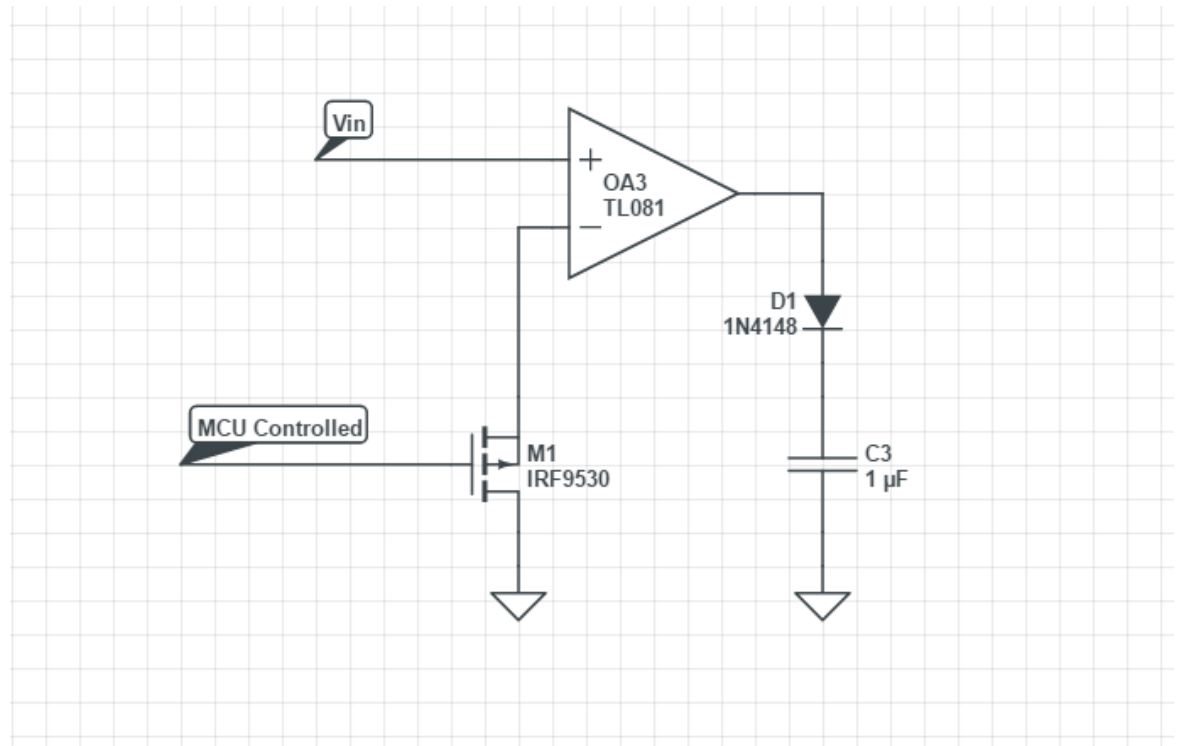 Vin
+
OA3
TL081
−
D1
1N4148
MCU Controlled
M1
IRF9530
C3
1 µF